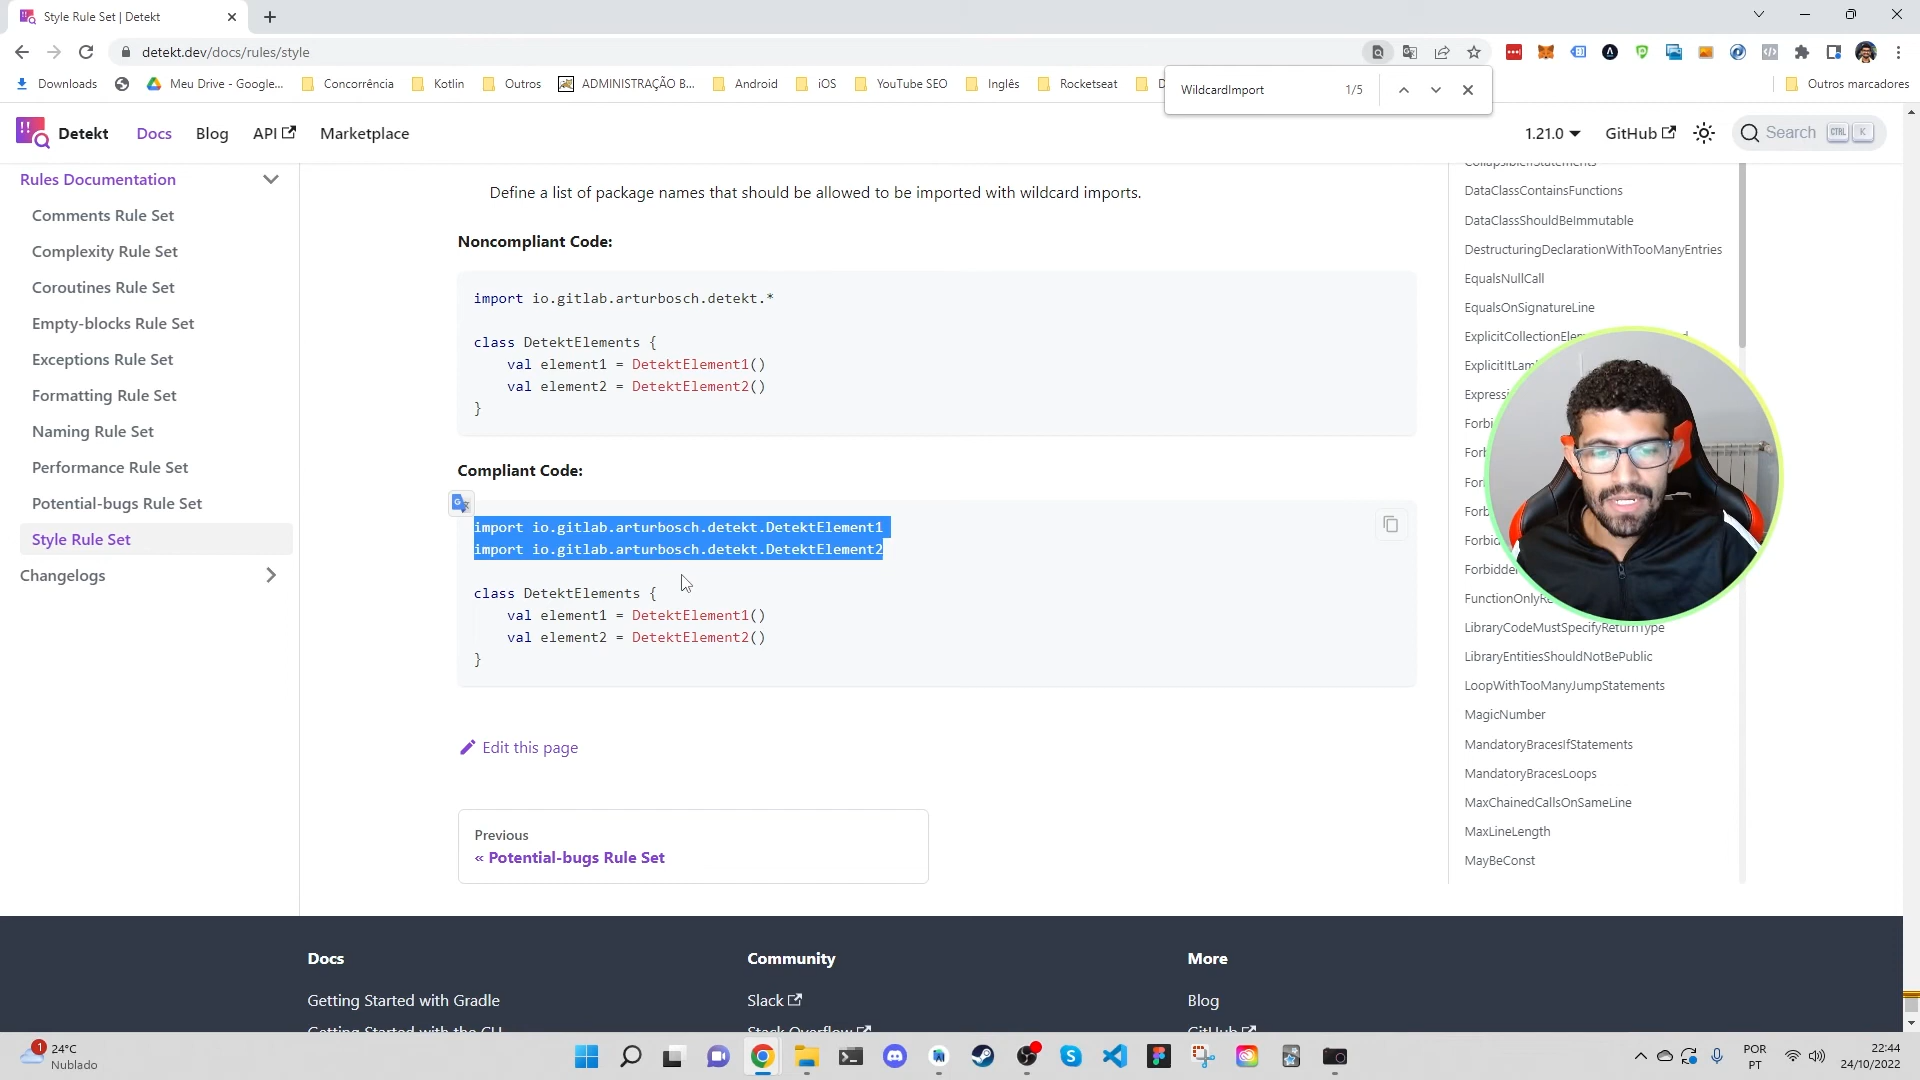 Style Rule Set | Detekt
detekt.dev/docs/rules/style
Downloads
Meu Drive - Google...
Concorrência
Kotlin
Outros
ADMINISTRAÇÃO B...
Android
iOS
YouTube SEO
Inglês
Rocketseat
Outros marcadores
WildcardImport
1/5
Detekt
Docs
Blog
API
Marketplace
1.21.0
GitHub
Search
CTRL K
Rules Documentation
Comments Rule Set
Complexity Rule Set
Coroutines Rule Set
Empty-blocks Rule Set
Exceptions Rule Set
Formatting Rule Set
Naming Rule Set
Performance Rule Set
Potential-bugs Rule Set
Style Rule Set
Changelogs
Define a list of package names that should be allowed to be imported with wildcard imports.
Noncompliant Code:
import io.gitlab.arturbosch.detekt.*
class DetektElements {
val element1 = DetektElement1()
val element2 = DetektElement2()
}
Compliant Code:
import io.gitlab.arturbosch.detekt.DetektElement1
import io.gitlab.arturbosch.detekt.DetektElement2
class DetektElements {
val element1 = DetektElement1()
val element2 = DetektElement2()
}
Edit this page
Previous
« Potential-bugs Rule Set
DataClassContainsFunctions
DataClassShouldBeImmutable
DestructuringDeclarationWithTooManyEntries
EqualsNullCall
EqualsOnSignatureLine
LibraryCodeMustSpecifyReturnType
LibraryEntitiesShouldNotBePublic
LoopWithTooManyJumpStatements
MagicNumber
MandatoryBracesIfStatements
MandatoryBracesLoops
MaxChainedCallsOnSameLine
MaxLineLength
MayBeConst
Docs
Getting Started with Gradle
Community
Slack
More
Blog
GitHub
1
24°C
Nublado
POR
PT
22:44
24/10/2022